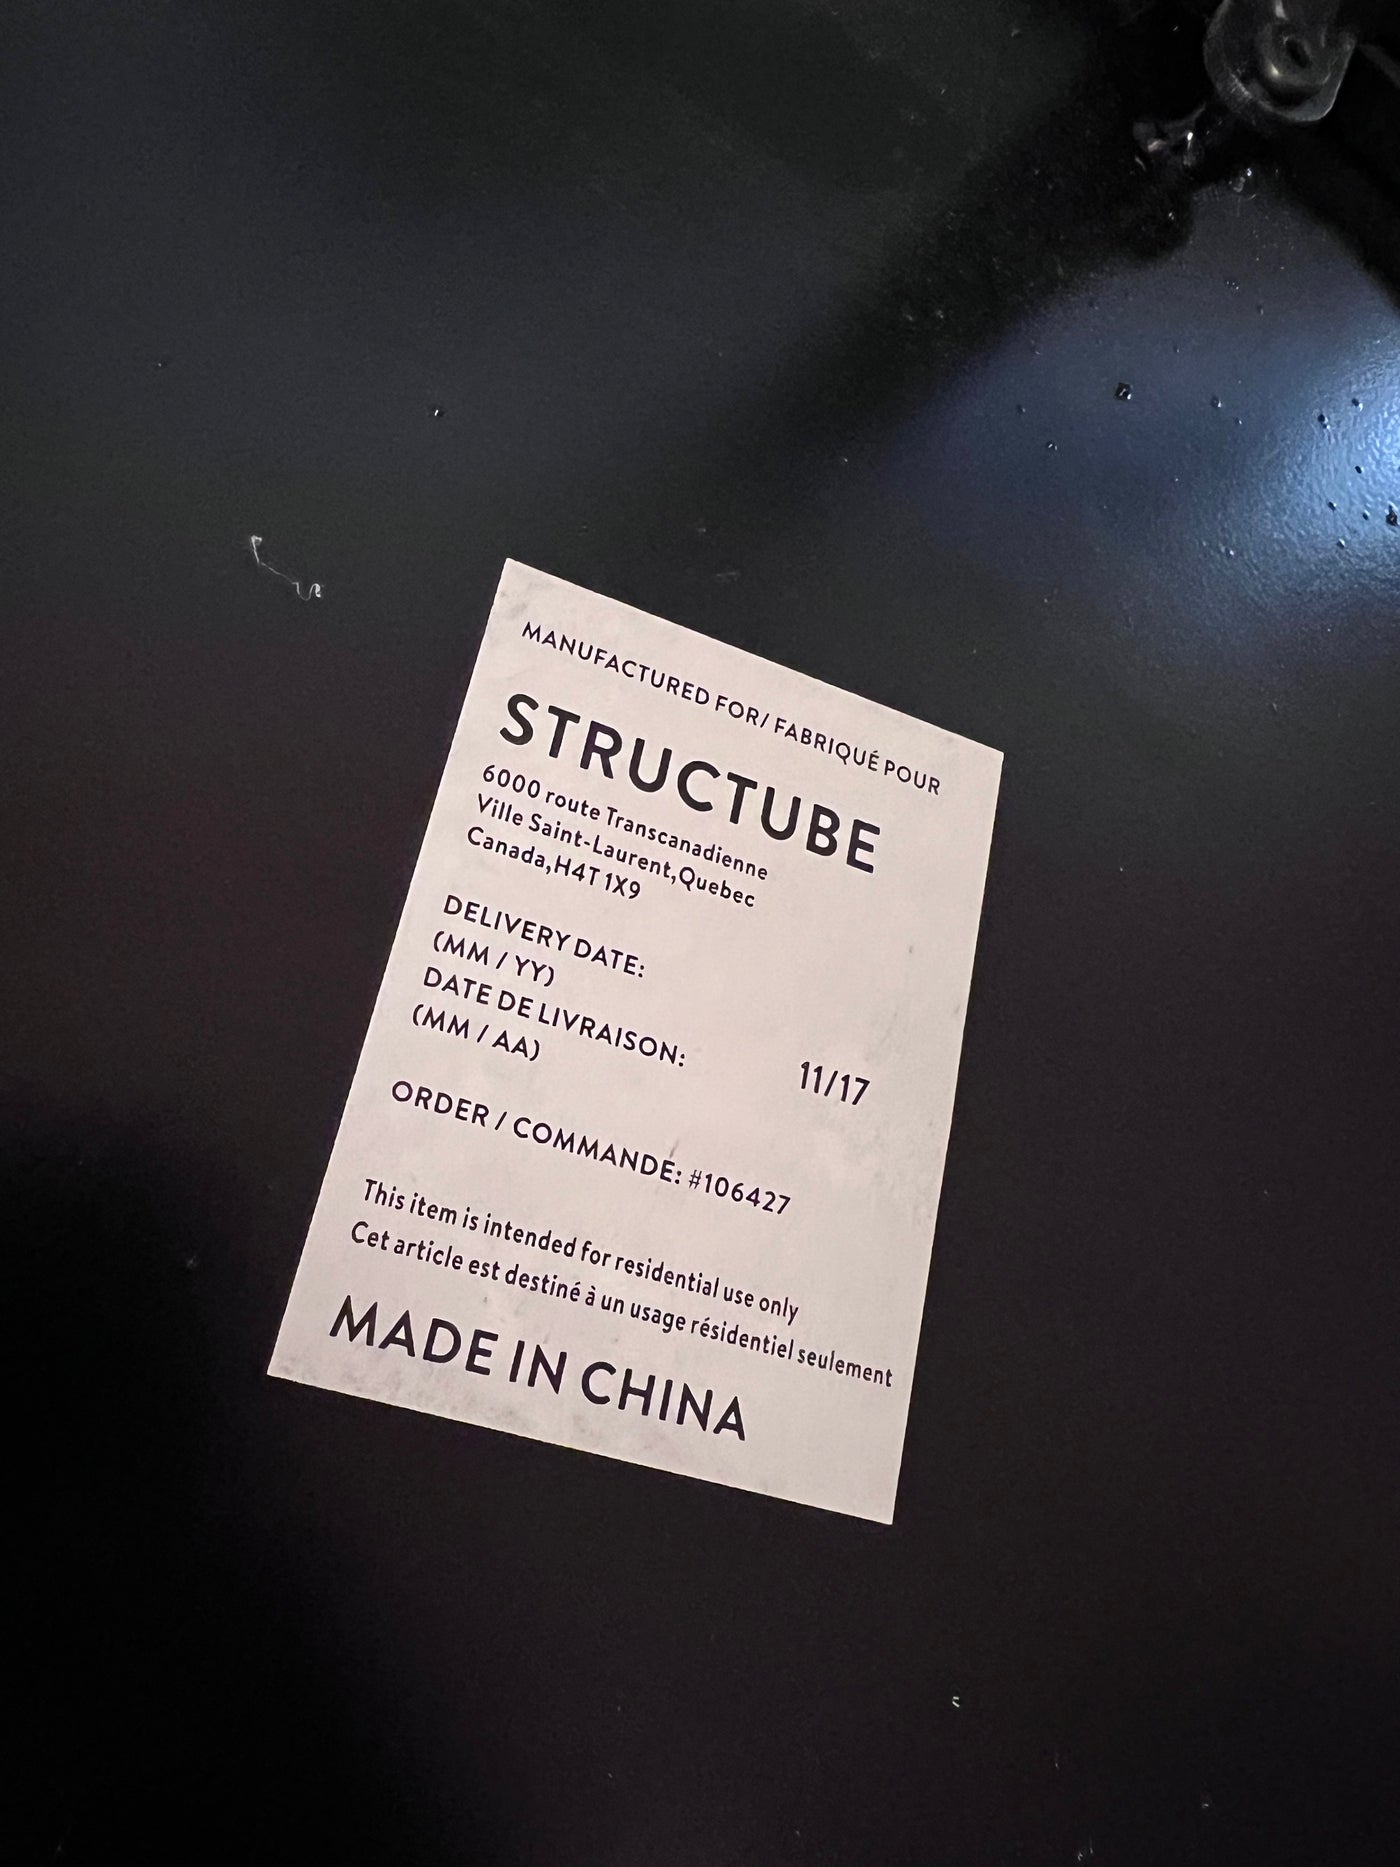 MANUFACTURED FOR/ FABRIQUÉ POUR
STRUCTUBE
6000 route Transcanadienne
Ville Saint-Laurent,Quebec
Canada,H4T 1X9
DELIVERY DATE:
(MM / YY)
DATE DE LIVRAISON:
(MM / AA)
11/17
ORDER / COMMANDE: #106427
This item is intended for residential use only
Cet article est destiné à un usage résidentiel seulement
MADE IN CHINA